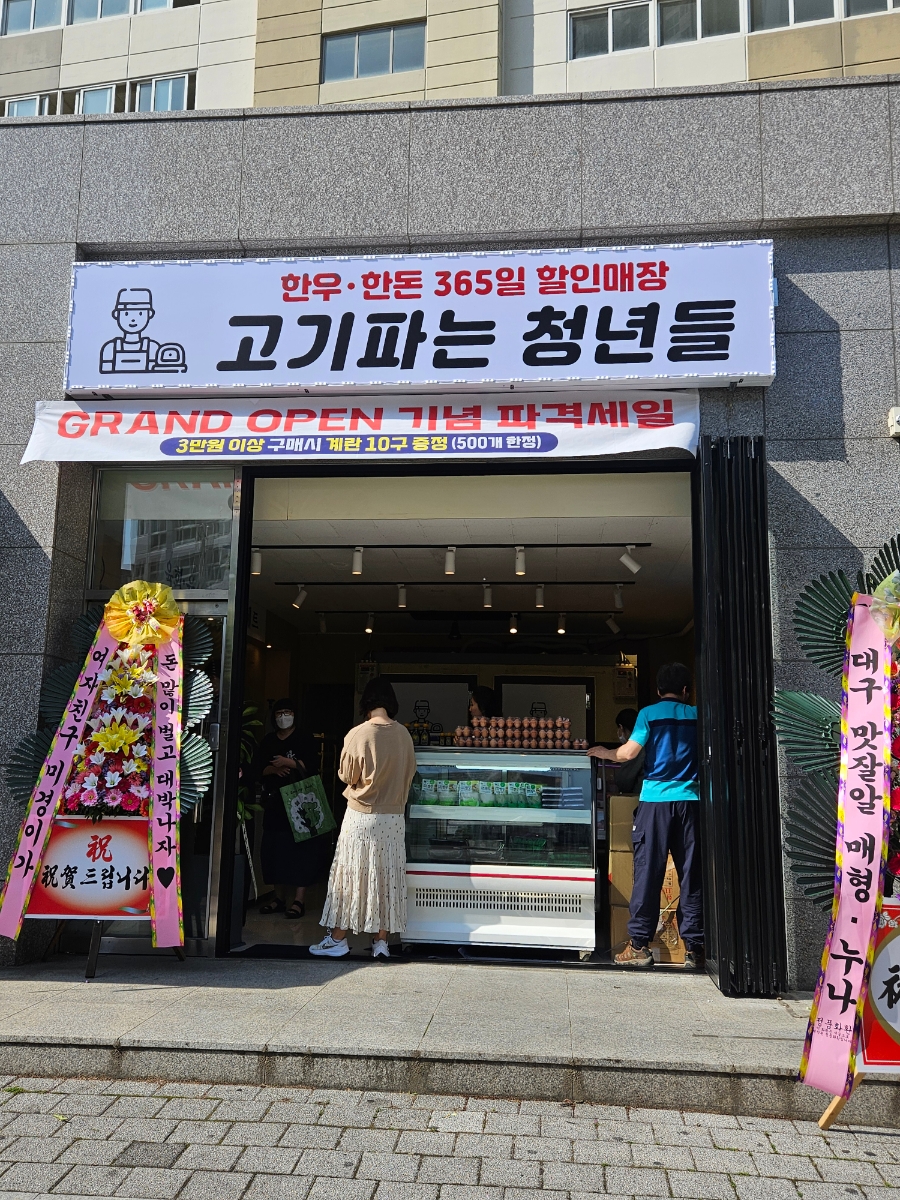 한우·한돈 365일 할인매장
고기파는 청년들
GRAND OPEN 기념 파격세일
3만원 이상 구매시 계란 10구 증정 (500개 한정)
여자친구 미경이가
돈 많이 벌고 대박나자♥
祝
祝賀 드립니다
대구 맛잘알 매형·누나
祝